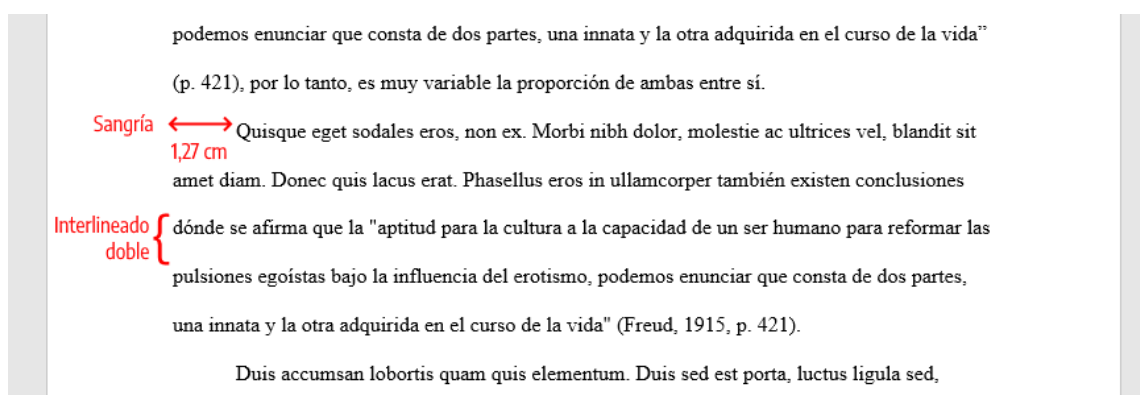 podemos enunciar que consta de dos partes, una innata y la otra adquirida en el curso de la vida”
(p. 421), por lo tanto, es muy variable la proporción de ambas entre sí.
Sangría
1,27 cm
Quisque eget sodales eros, non ex. Morbi nibh dolor, molestie ac ultrices vel, blandit sit
amet diam. Donec quis lacus erat. Phasellus eros in ullamcorper también existen conclusiones
Interlineado
doble
dónde se afirma que la "aptitud para la cultura a la capacidad de un ser humano para reformar las
pulsiones egoístas bajo la influencia del erotismo, podemos enunciar que consta de dos partes,
una innata y la otra adquirida en el curso de la vida" (Freud, 1915, p. 421).
Duis accumsan lobortis quam quis elementum. Duis sed est porta, luctus ligula sed,